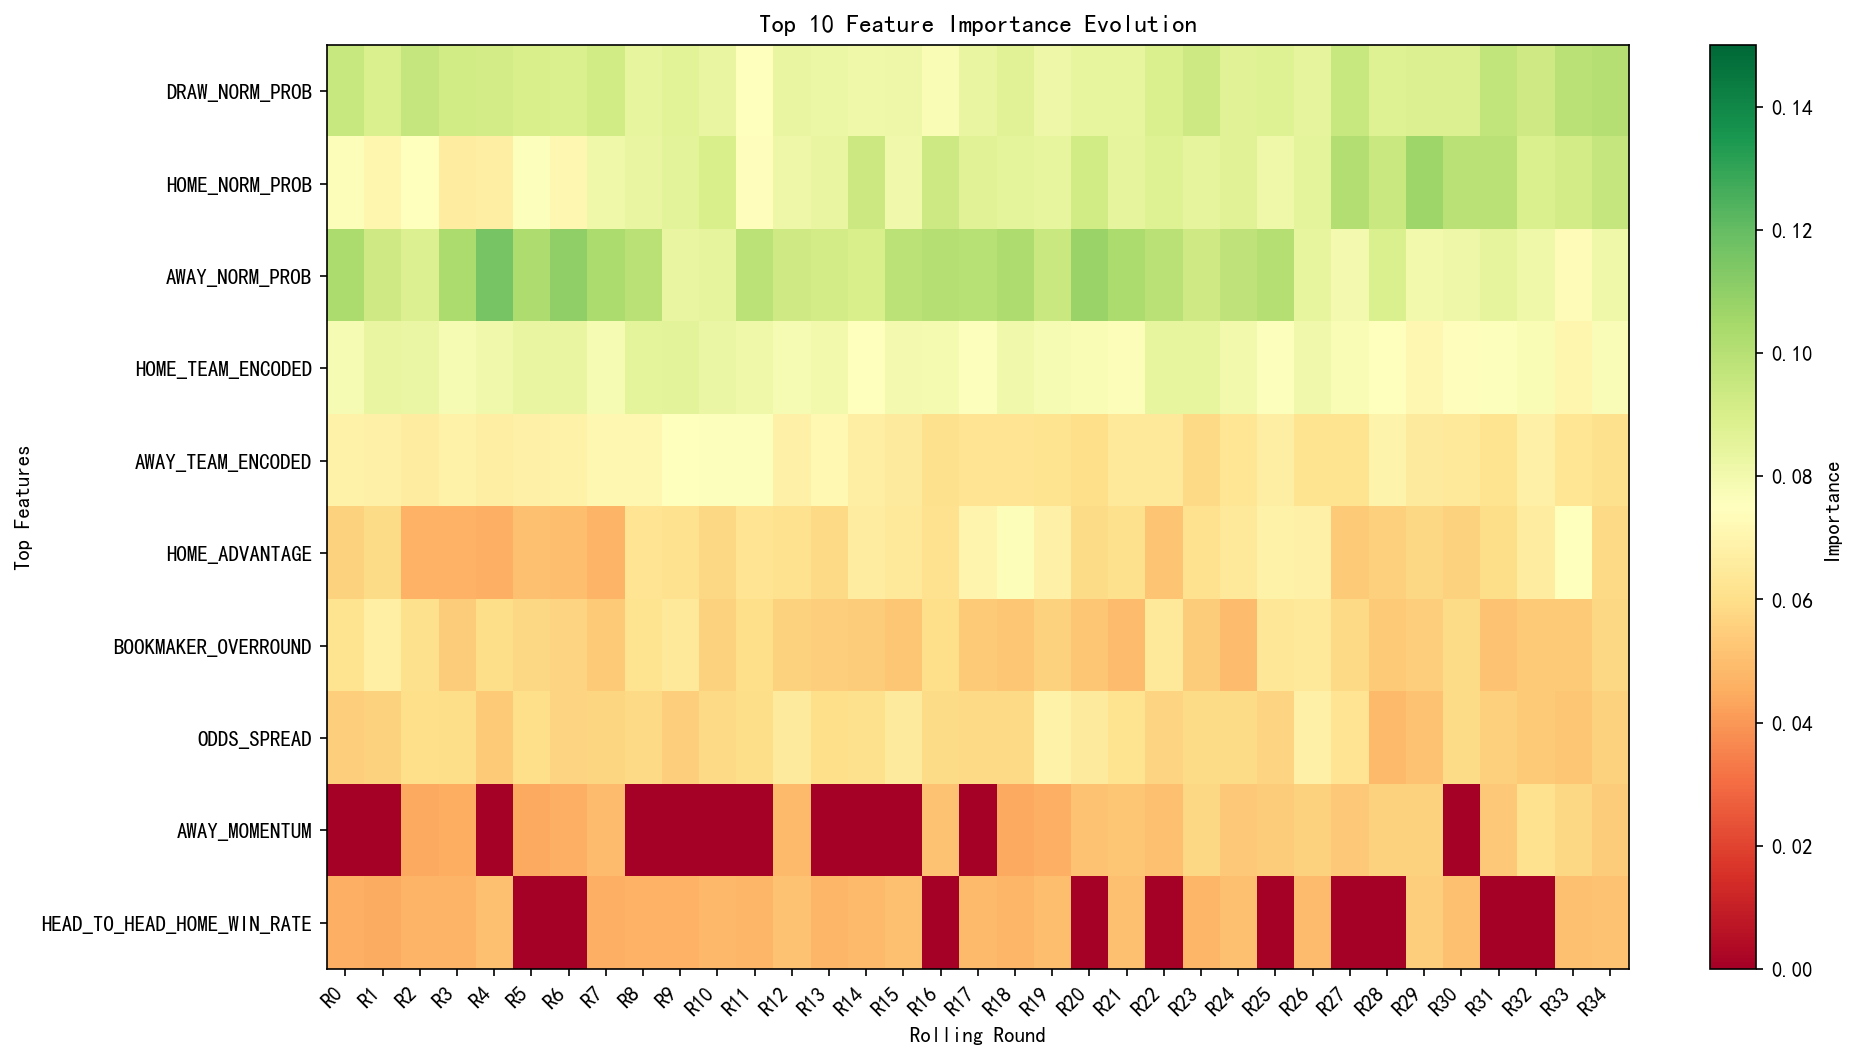 Top 10 Feature Importance Evolution
Top Features
DRAW_NORM_PROB
HOME_NORM_PROB
AWAY_NORM_PROB
HOME_TEAM_ENCODED
AWAY_TEAM_ENCODED
HOME_ADVANTAGE
BOOKMAKER_OVERROUND
ODDS_SPREAD
AWAY_MOMENTUM
HEAD_TO_HEAD_HOME_WIN_RATE
R0 R1 R2 R3 R4 R5 R6 R7 R8 R9 R10 R11 R12 R13 R14 R15 R16 R17 R18 R19 R20 R21 R22 R23 R24 R25 R26 R27 R28 R29 R30 R31 R32 R33 R34
Rolling Round
0.14
0.12
0.10
0.08
0.06
0.04
0.02
0.00
Importance